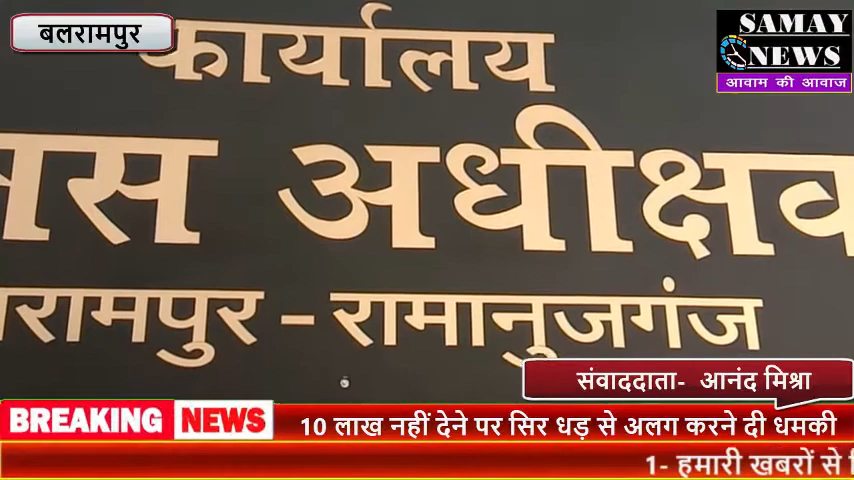 बलरामपुर
SAMAY
NEWS
आवाम की आवाज
कार्यालय
अधीक्षक
रामपुर - रामानुजगंज
संवाददाता- आनंद मिश्रा
BREAKING NEWS
10 लाख नहीं देने पर सिर धड़ से अलग करने दी धमकी
1- हमारी खबरों से